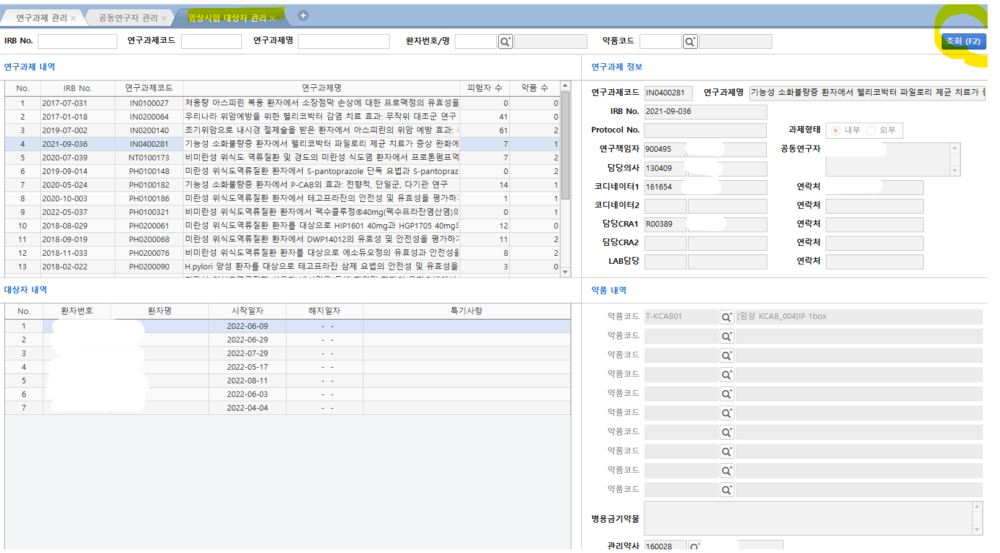 연구과제 관리 × 공동연구자 관리 × 임상시험 대상자 관리 ×
IRB No. 연구과제코드 연구과제명 환자번호/명 약품코드 조회 (F2)
연구과제 내역
No. IRB No. 연구과제코드 연구과제명 피험자 수 약품 수
1 2017-07-031 IN0100027 저용량 아스피린 복용 환자에서 소장점막 손상에 대한 프로맥정의 유효성을 0 0
2 2017-01-018 IN0200064 우리나라 위암예방을 위한 헬리코박터 감염 치료 효과: 무작위 대조군 연구 41 0
3 2019-07-002 IN0200140 조기위암으로 내시경 절제술을 받은 환자에서 아스피린의 위암 예방 효과: 61 2
4 2021-09-036 IN0400281 기능성 소화불량증 환자에서 헬리코박터 파일로리 제균 치료가 증상 완화에 7 1
5 2020-07-039 NT0100173 비미란성 위식도 역류질환 및 경도의 미란성 식도염 환자에서 프로톤펌프억 7 2
6 2019-09-014 PH0100148 미란성 위식도역류질환 환자에서 S-pantoprazole 단독 요법과 S-pantopraz 0 2
7 2020-05-024 PH0100182 기능성 소화불량증 환자에서 P-CAB의 효과: 전향적, 단일군, 다기관 연구 14 1
8 2020-10-003 PH0100186 미란성 위식도역류질환 환자에서 테고프라잔의 안전성 및 유효성을 평가하 1 1
9 2022-05-037 PH0100321 비미란성 위식도역류질환 환자에서 펙수클루정®40mg(펙수프라잔염산염)의 0 1
10 2018-08-029 PH0200061 미란성 위식도역류질환 환자를 대상으로 HIP1601 40mg과 HGP1705 40mg의 12 0
11 2018-09-019 PH0200068 미란성 위식도역류질환 환자에서 DWP14012의 유효성 및 안전성을 평가하기 11 2
12 2018-11-033 PH0200076 비미란성 위식도역류질환 환자를 대상으로 에소듀오정의 유효성과 안전성을 8 2
13 2018-02-022 PH0200090 H.pylori 양성 환자를 대상으로 테고프라잔 삼제 요법의 안전성 및 유효성을 3 0
연구과제 정보
연구과제코드 IN0400281 연구과제명 기능성 소화불량증 환자에서 헬리코박터 파일로리 제균 치료가 증
IRB No. 2021-09-036
Protocol No. 과제형태 내부 외부
연구책임자 900495 공동연구자
담당의사 130409
코디네이터1 161654 연락처
코디네이터2 연락처
담당CRA1 R00389 연락처
담당CRA2 연락처
LAB담당 연락처
대상자 내역
No. 환자번호 환자명 시작일자 해지일자 특기사항
1 2022-06-09 - -
2 2022-06-29 - -
3 2022-07-29 - -
4 2022-05-17 - -
5 2022-08-11 - -
6 2022-06-03 - -
7 2022-04-04 - -
약품 내역
약품코드 T-KCAB01 [임상 KCAB_004]IP 1box
약품코드
약품코드
약품코드
약품코드
약품코드
약품코드
약품코드
약품코드
약품코드
병용금기약물
관리약사 160028